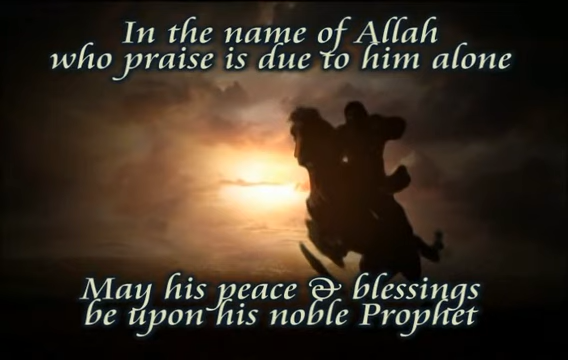 In the name of Allah
who praise is due to him alone
May his peace & blessings
be upon his noble Prophet